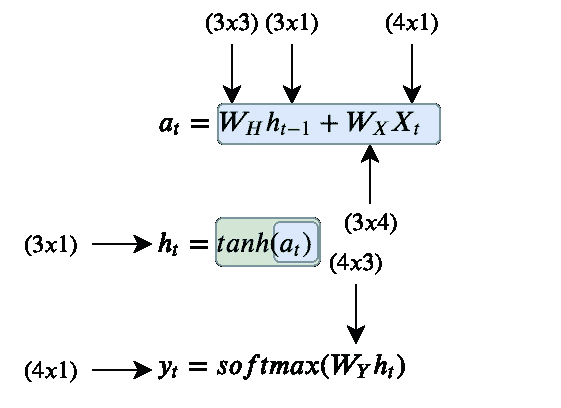 (3x3) (3x1) (4x1)
a_t = W_H h_{t-1} + W_X X_t
(3x4)
(3x1) h_t = tanh(a_t)
(4x3)
(4x1) y_t = softmax(W_Y h_t)